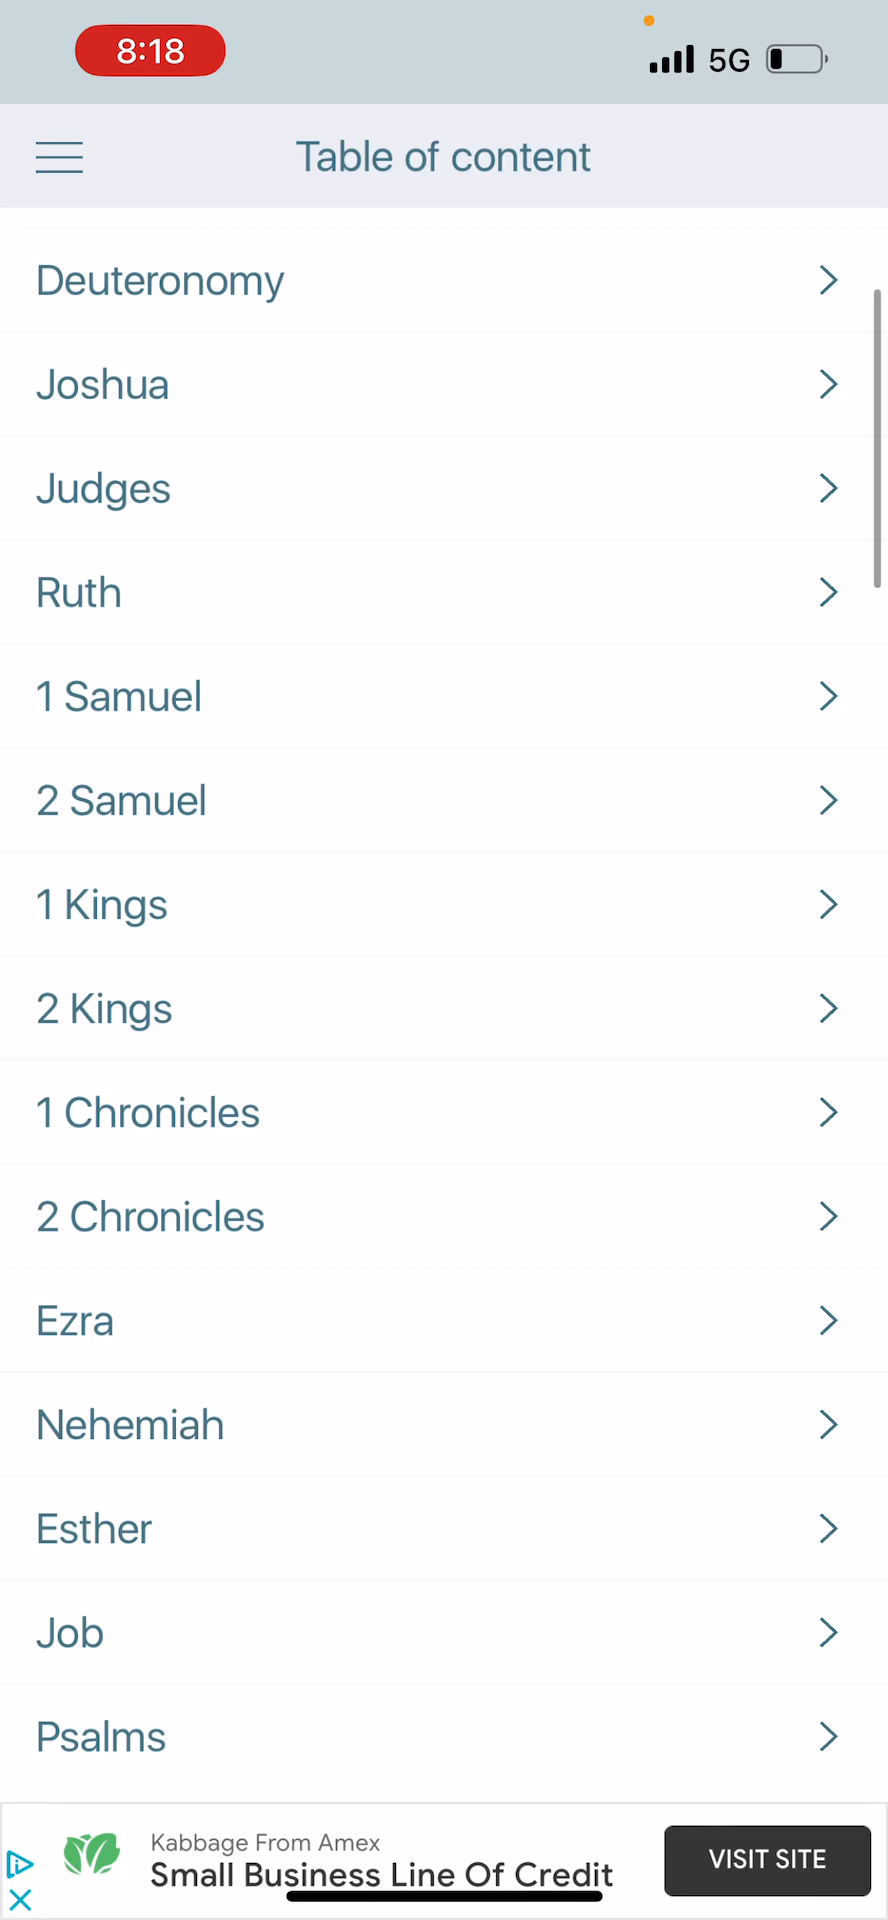 8:18
5G
Table of content
Deuteronomy
Joshua
Judges
Ruth
1 Samuel
2 Samuel
1 Kings
2 Kings
1 Chronicles
2 Chronicles
Ezra
Nehemiah
Esther
Job
Psalms
Kabbage From Amex
Small Business Line Of Credit
VISIT SITE